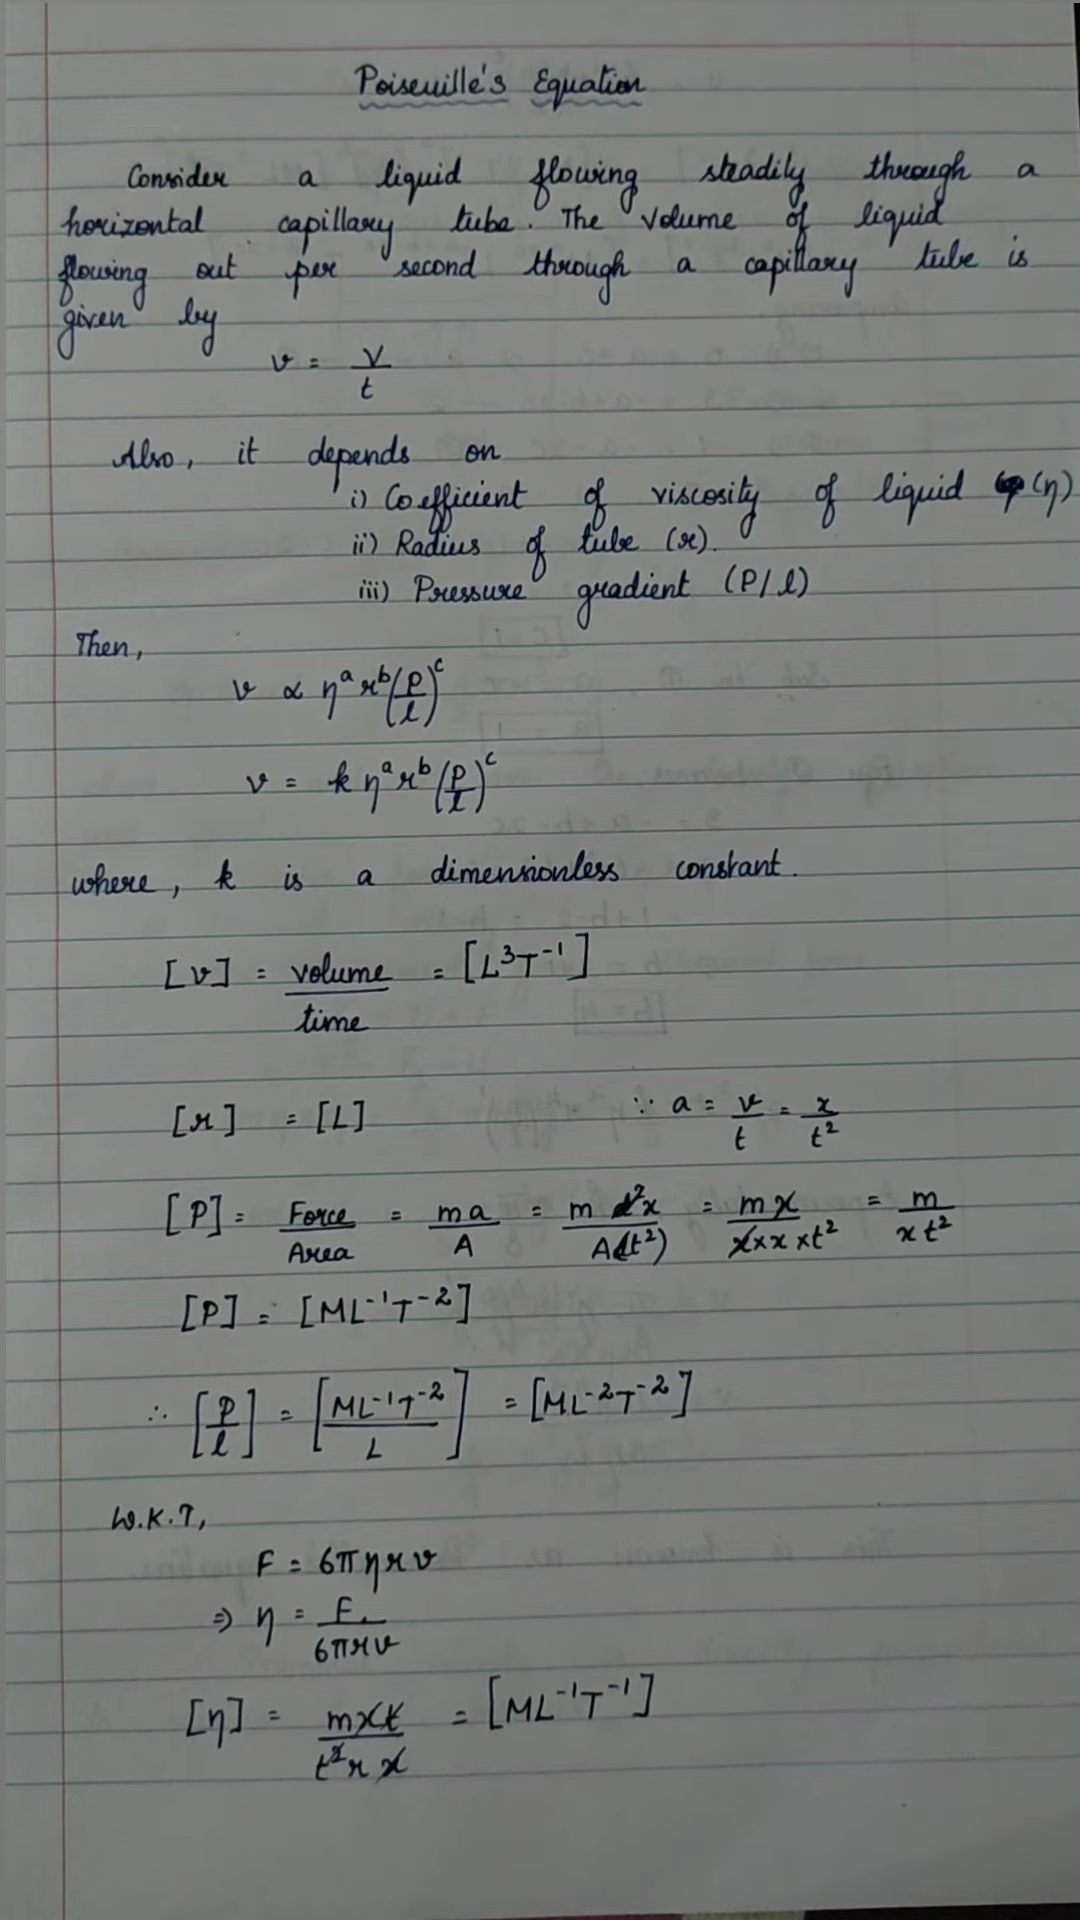 Poiseuille's Equation
Consider a liquid flowing steadily through a
horizontal capillary tube. The volume of liquid
flowing out per second through a capillary tube is
given by
v = V/t
Also, it depends on
i) Coefficient of viscosity of liquid (η)
ii) Radius of tube (r).
iii) Pressure gradient (P/l)
Then,
v ∝ η^a r^b (P/l)^c
v = k η^a r^b (P/l)^c
where, k is a dimensionless constant.
[v] = volume/time = [L³T⁻¹]
[r] = [L] ∵ a = v/t = x/t²
[P] = Force/Area = ma/A = m d²x/A(dt²) = mx/x×x×t² = m/xt²
[P] = [ML⁻¹T⁻²]
∴ [P/l] = [ML⁻¹T⁻²/L] = [ML⁻²T⁻²]
W.K.T,
F = 6πηrv
⇒ η = F/6πrv
[η] = mxt/t²rx = [ML⁻¹T⁻¹]